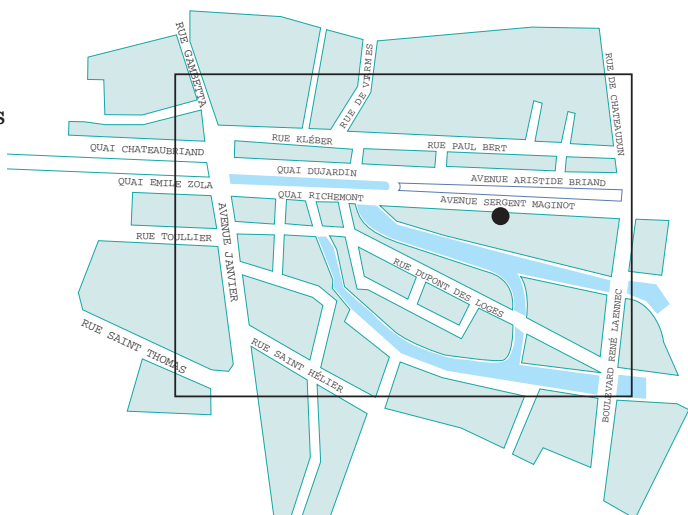 s
RUE GAMBETTA
RUE DE VIARMES
RUE DE CHATEAUDUN
RUE KLÉBER
RUE PAUL BERT
QUAI CHATEAUBRIAND
QUAI DUJARDIN
AVENUE ARISTIDE BRIAND
QUAI EMILE ZOLA
QUAI RICHEMONT
AVENUE SERGENT MAGINOT
RUE TOULLIER
AVENUE JANVIER
RUE DUPONT DES LOGES
RUE SAINT THOMAS
RUE SAINT HÉLIER
BOULEVARD RENÉ LAENNEC